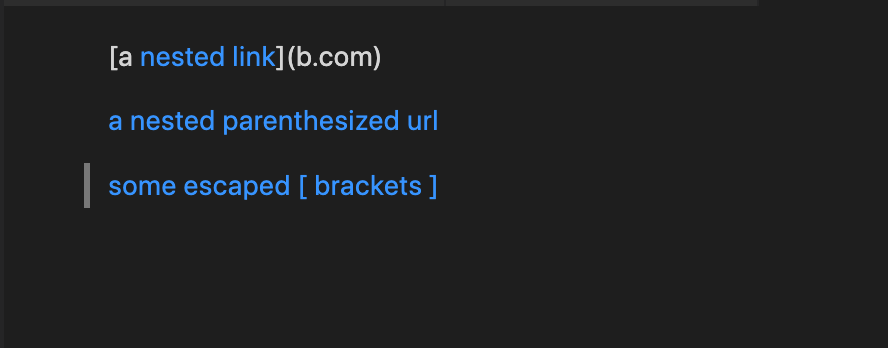 [a nested link](b.com)
a nested parenthesized url
some escaped [ brackets ]